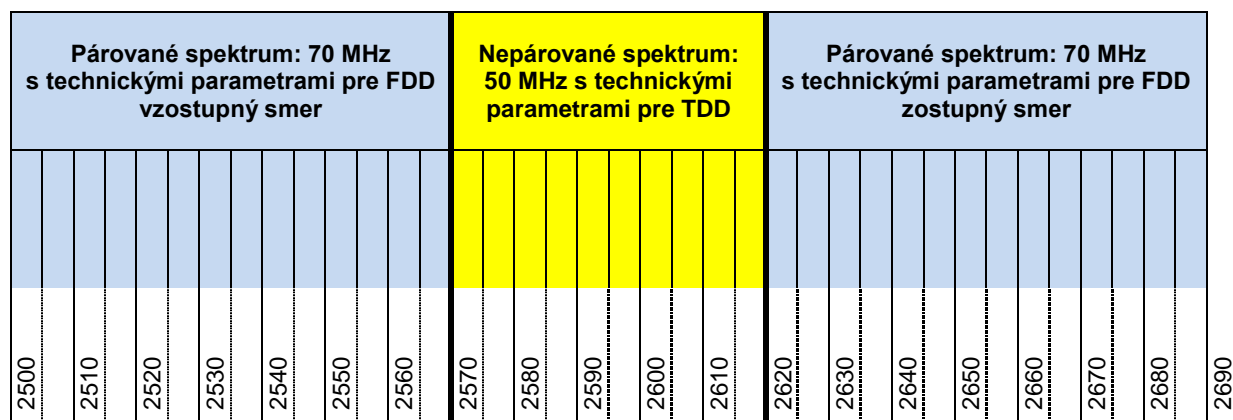 Párované spektrum: 70 MHz
s technickými parametrami pre FDD
vzostupný smer
Nepárované spektrum:
50 MHz s technickými
parametrami pre TDD
Párované spektrum: 70 MHz
s technickými parametrami pre FDD
zostupný smer
2500
2510
2520
2530
2540
2550
2560
2570
2580
2590
2600
2610
2620
2630
2640
2650
2660
2670
2680
2690